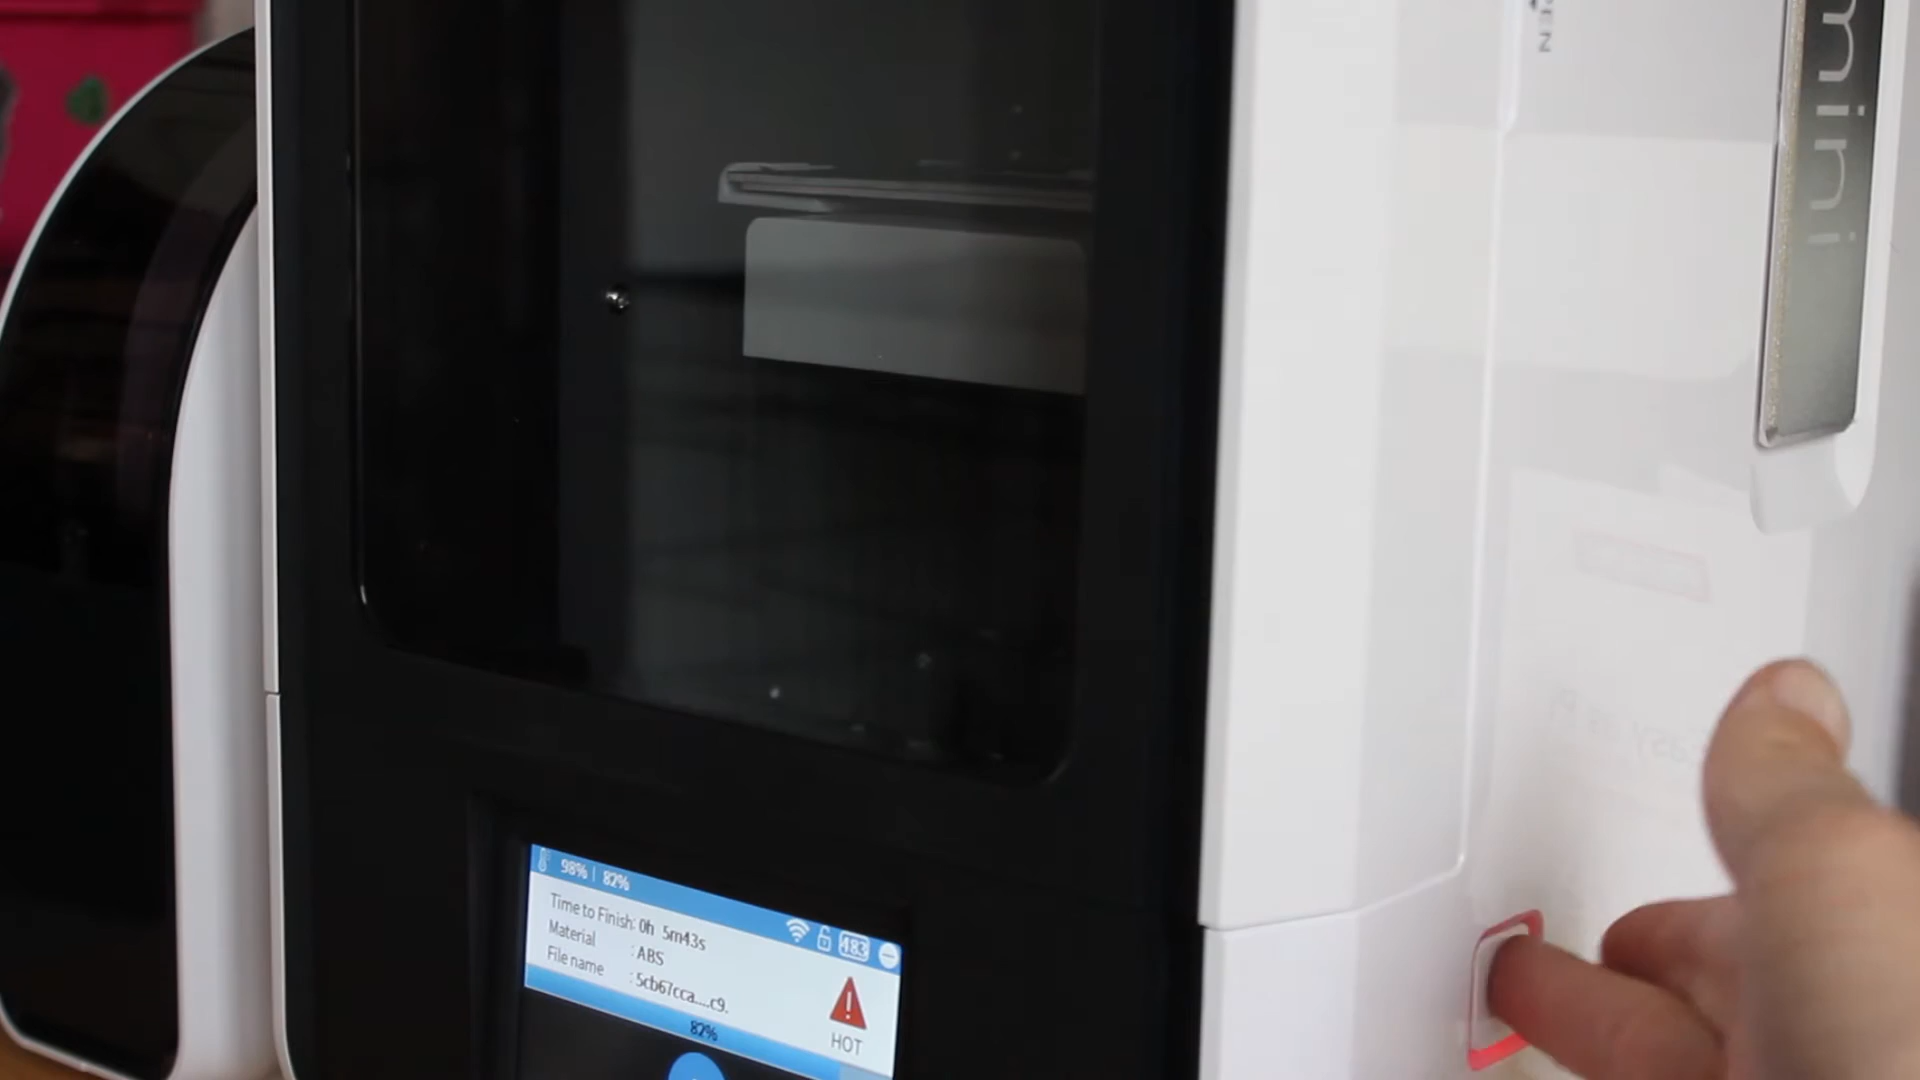 mini
98% | 82%
483
Time to Finish: 0h 5m43s
Material : ABS
File name : 5cb67cca....c9.
HOT
82%